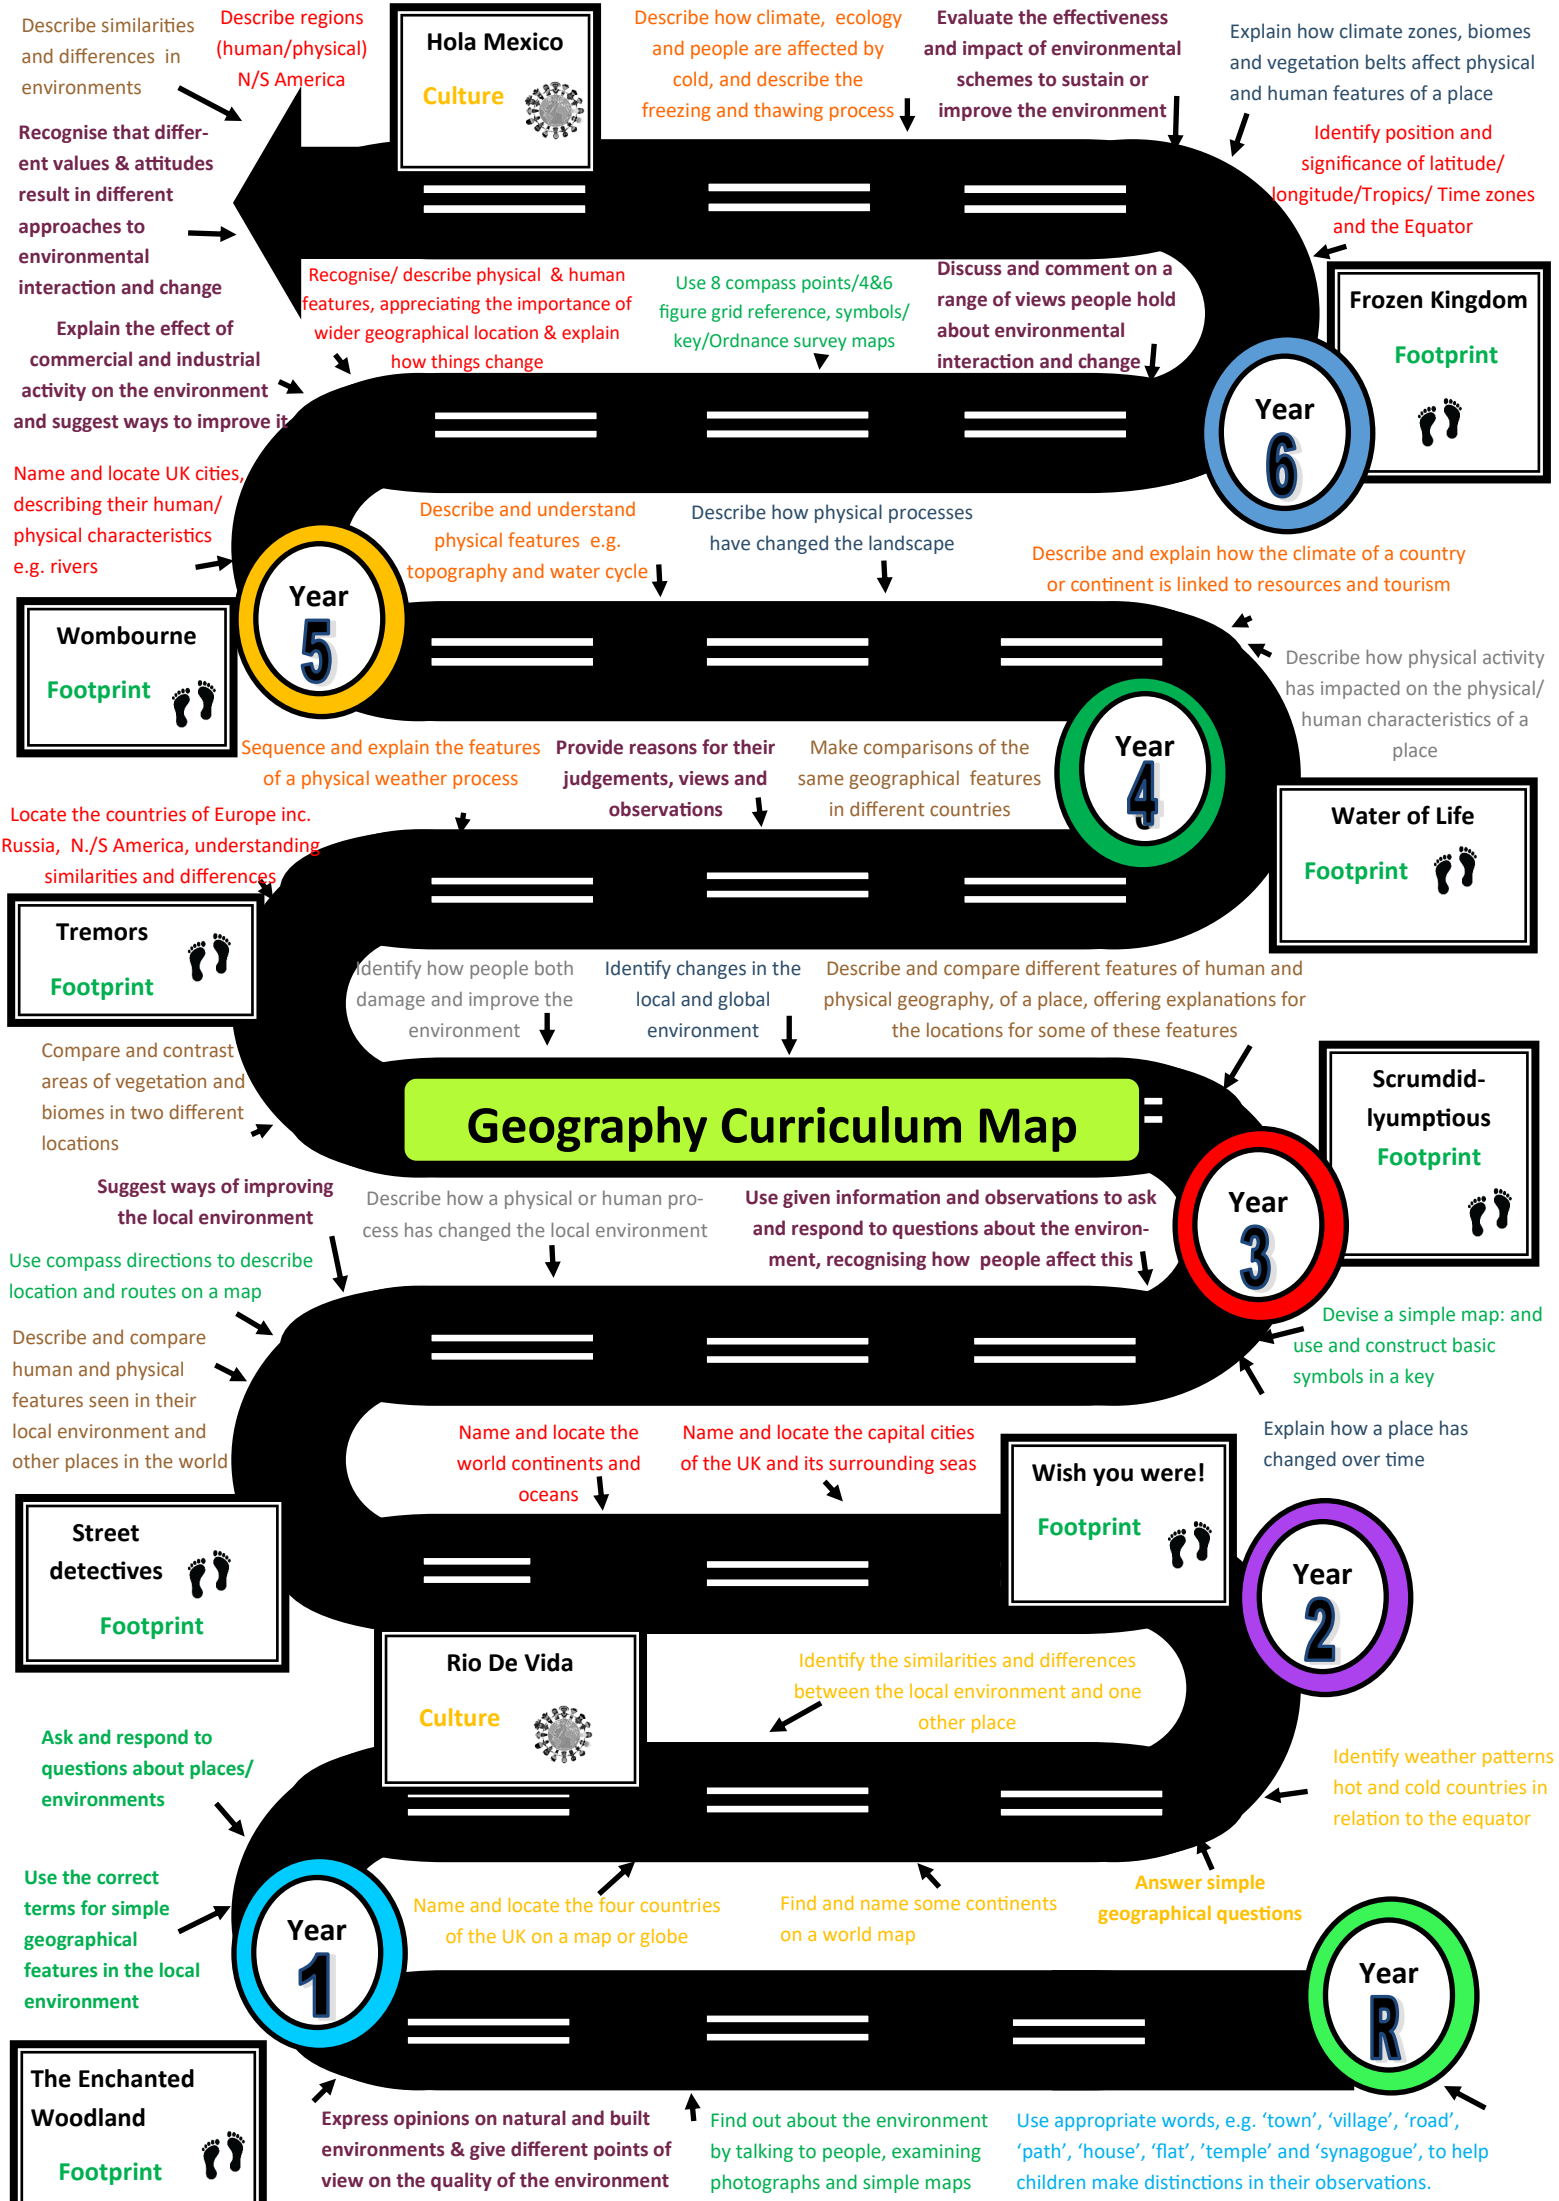 Describe similarities
and differences in
environments
Describe regions
(human/physical)
N/S America
Hola Mexico
Culture
Describe how climate, ecology
and people are affected by
cold, and describe the
freezing and thawing process
Evaluate the effectiveness
and impact of environmental
schemes to sustain or
improve the environment
Explain how climate zones, biomes
and vegetation belts affect physical
and human features of a place
Identify position and
significance of latitude/
longitude/Tropics/ Time zones
and the Equator
Recognise that differ-
ent values & attitudes
result in different
approaches to
environmental
interaction and change
Recognise/ describe physical & human
features, appreciating the importance of
wider geographical location & explain
how things change
Use 8 compass points/4&6
figure grid reference, symbols/
key/Ordnance survey maps
Discuss and comment on a
range of views people hold
about environmental
interaction and change
Frozen Kingdom
Footprint
Explain the effect of
commercial and industrial
activity on the environment
and suggest ways to improve it
Year
6
Name and locate UK cities,
describing their human/
physical characteristics
e.g. rivers
Describe and understand
physical features e.g.
topography and water cycle
Describe how physical processes
have changed the landscape
Describe and explain how the climate of a country
or continent is linked to resources and tourism
Year
5
Wombourne
Footprint
Describe how physical activity
has impacted on the physical/
human characteristics of a
place
Sequence and explain the features
of a physical weather process
Provide reasons for their
judgements, views and
observations
Make comparisons of the
same geographical features
in different countries
Year
4
Water of Life
Footprint
Locate the countries of Europe inc.
Russia, N./S America, understanding
similarities and differences
Tremors
Footprint
Identify how people both
damage and improve the
environment
Identify changes in the
local and global
environment
Describe and compare different features of human and
physical geography, of a place, offering explanations for
the locations for some of these features
Compare and contrast
areas of vegetation and
biomes in two different
locations
Geography Curriculum Map
Scrumdid-
lyumptious
Footprint
Suggest ways of improving
the local environment
Describe how a physical or human pro-
cess has changed the local environment
Use given information and observations to ask
and respond to questions about the environ-
ment, recognising how people affect this
Year
3
Use compass directions to describe
location and routes on a map
Devise a simple map: and
use and construct basic
symbols in a key
Describe and compare
human and physical
features seen in their
local environment and
other places in the world
Explain how a place has
changed over time
Name and locate the
world continents and
oceans
Name and locate the capital cities
of the UK and its surrounding seas
Wish you were!
Footprint
Street
detectives
Footprint
Year
2
Rio De Vida
Culture
Identify the similarities and differences
between the local environment and one
other place
Ask and respond to
questions about places/
environments
Identify weather patterns
hot and cold countries in
relation to the equator
Use the correct
terms for simple
geographical
features in the local
environment
Year
1
Name and locate the four countries
of the UK on a map or globe
Find and name some continents
on a world map
Answer simple
geographical questions
Year
R
The Enchanted
Woodland
Footprint
Express opinions on natural and built
environments & give different points of
view on the quality of the environment
Find out about the environment
by talking to people, examining
photographs and simple maps
Use appropriate words, e.g. ‘town’, ‘village’, ‘road’,
‘path’, ‘house’, ‘flat’, ’temple’ and ‘synagogue’, to help
children make distinctions in their observations.